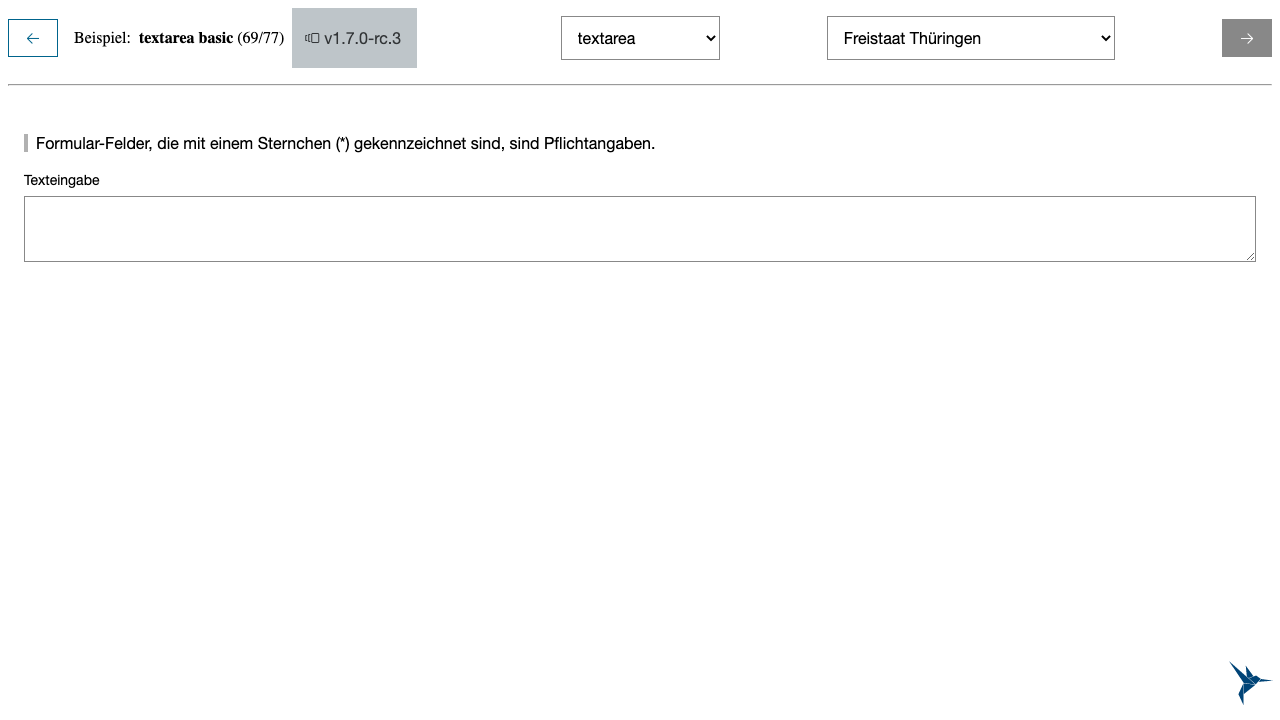 Beispiel: textarea basic (69/77) v1.7.0-rc.3 textarea Freistaat Thüringen
Formular-Felder, die mit einem Sternchen (*) gekennzeichnet sind, sind Pflichtangaben.
Texteingabe